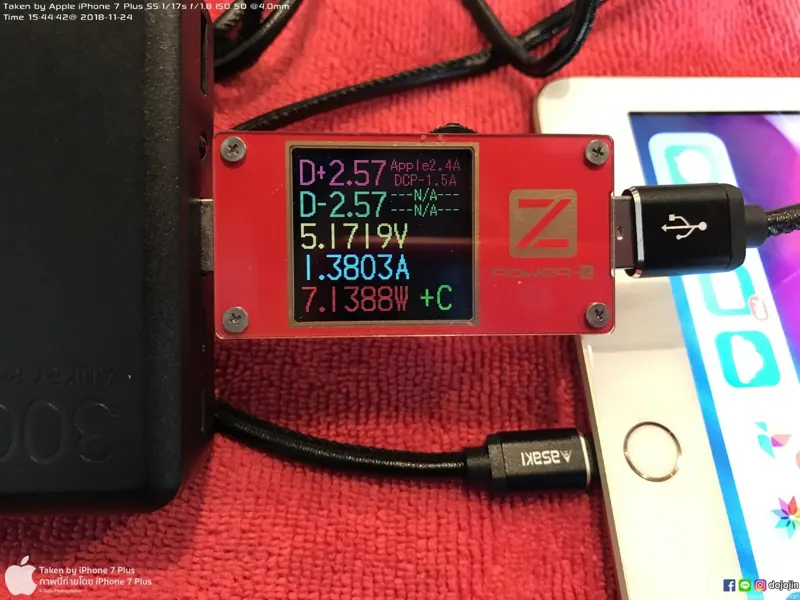 Taken by Apple iPhone 7 Plus SS:1/17s f/1.8 ISO 50 @4.0mm
Time 15:44:42@ 2018-11-24
D+2.57 Apple2.4A
DCP-1.5A
D-2.57 ---N/A---
---N/A---
5.1719V
1.3803A
7.1388W +C
Z
POWER-Z
AUKEY
300
Aasaki
Taken by iPhone 7 Plus
ภาพนี้ถ่ายโดย iPhone 7 Plus
dojojin